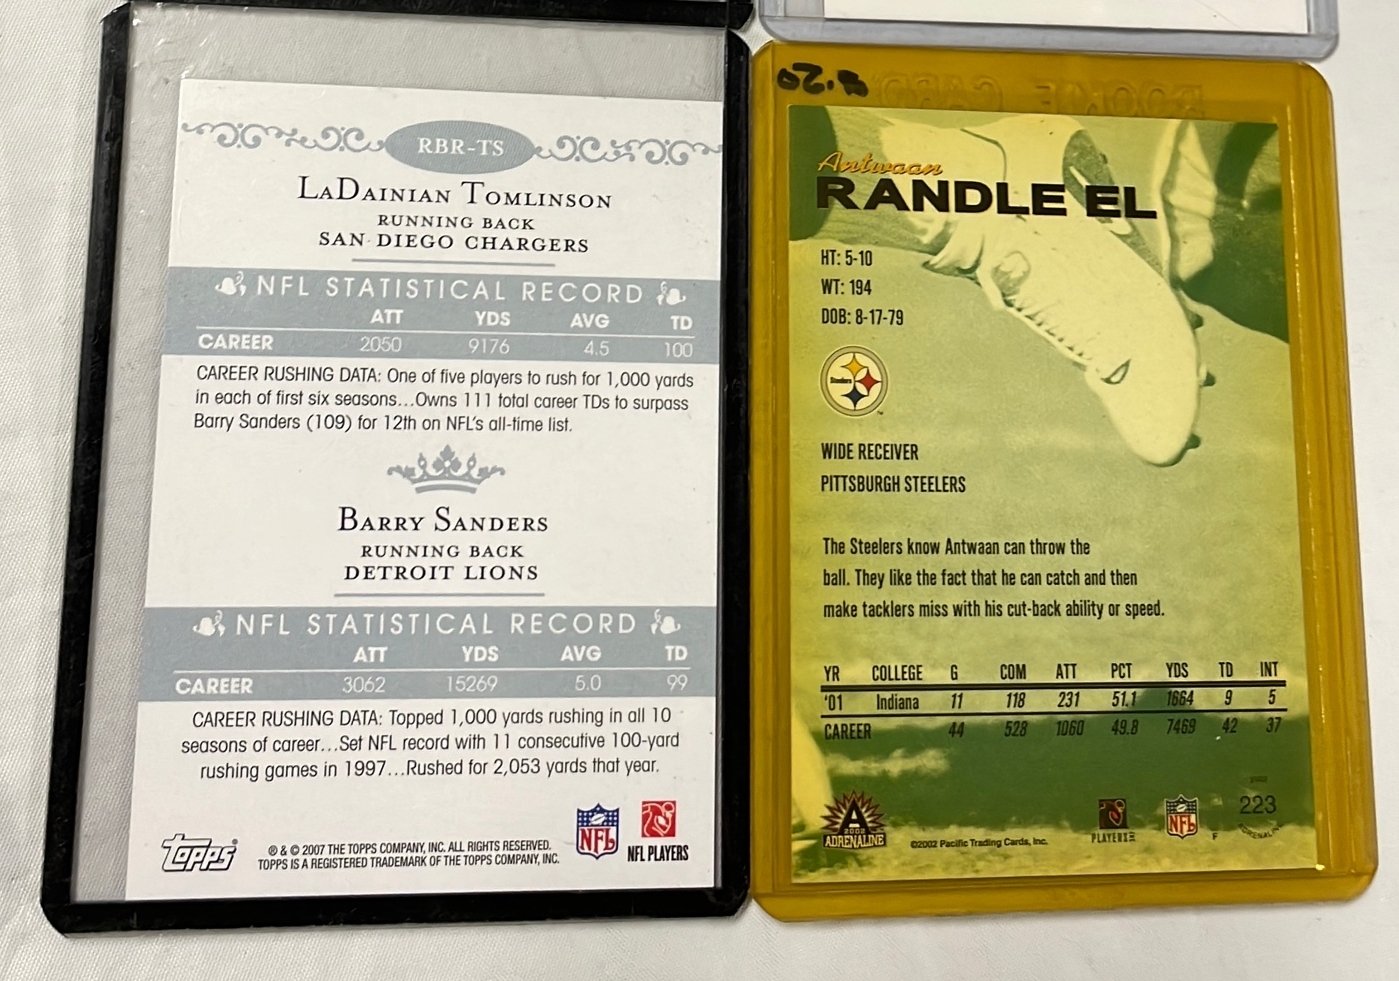 RBR-TS
LADAINIAN TOMLINSON
RUNNING BACK
SAN DIEGO CHARGERS
NFL STATISTICAL RECORD
ATT YDS AVG TD
CAREER 2050 9176 4.5 100
CAREER RUSHING DATA: One of five players to rush for 1,000 yards
in each of first six seasons...Owns 111 total career TDs to surpass
Barry Sanders (109) for 12th on NFL's all-time list.
BARRY SANDERS
RUNNING BACK
DETROIT LIONS
NFL STATISTICAL RECORD
ATT YDS AVG TD
CAREER 3062 15269 5.0 99
CAREER RUSHING DATA: Topped 1,000 yards rushing in all 10
seasons of career...Set NFL record with 11 consecutive 100-yard
rushing games in 1997...Rushed for 2,053 yards that year.
Topps®
® & © 2007 THE TOPPS COMPANY, INC. ALL RIGHTS RESERVED.
TOPPS IS A REGISTERED TRADEMARK OF THE TOPPS COMPANY, INC.
NFL
NFL PLAYERS
ROOKIE CARD
Antwaan
RANDLE EL
HT: 5-10
WT: 194
DOB: 8-17-79
Steelers
WIDE RECEIVER
PITTSBURGH STEELERS
The Steelers know Antwaan can throw the
ball. They like the fact that he can catch and then
make tacklers miss with his cut-back ability or speed.
YR COLLEGE G COM ATT PCT YDS TD INT
'01 Indiana 11 118 231 51.1 1664 9 5
CAREER 44 528 1060 49.8 7469 42 37
A
2002
ADRENALINE
©2002 Pacific Trading Cards, Inc.
PLAYERS
NFL
F
223
ADRENALINE